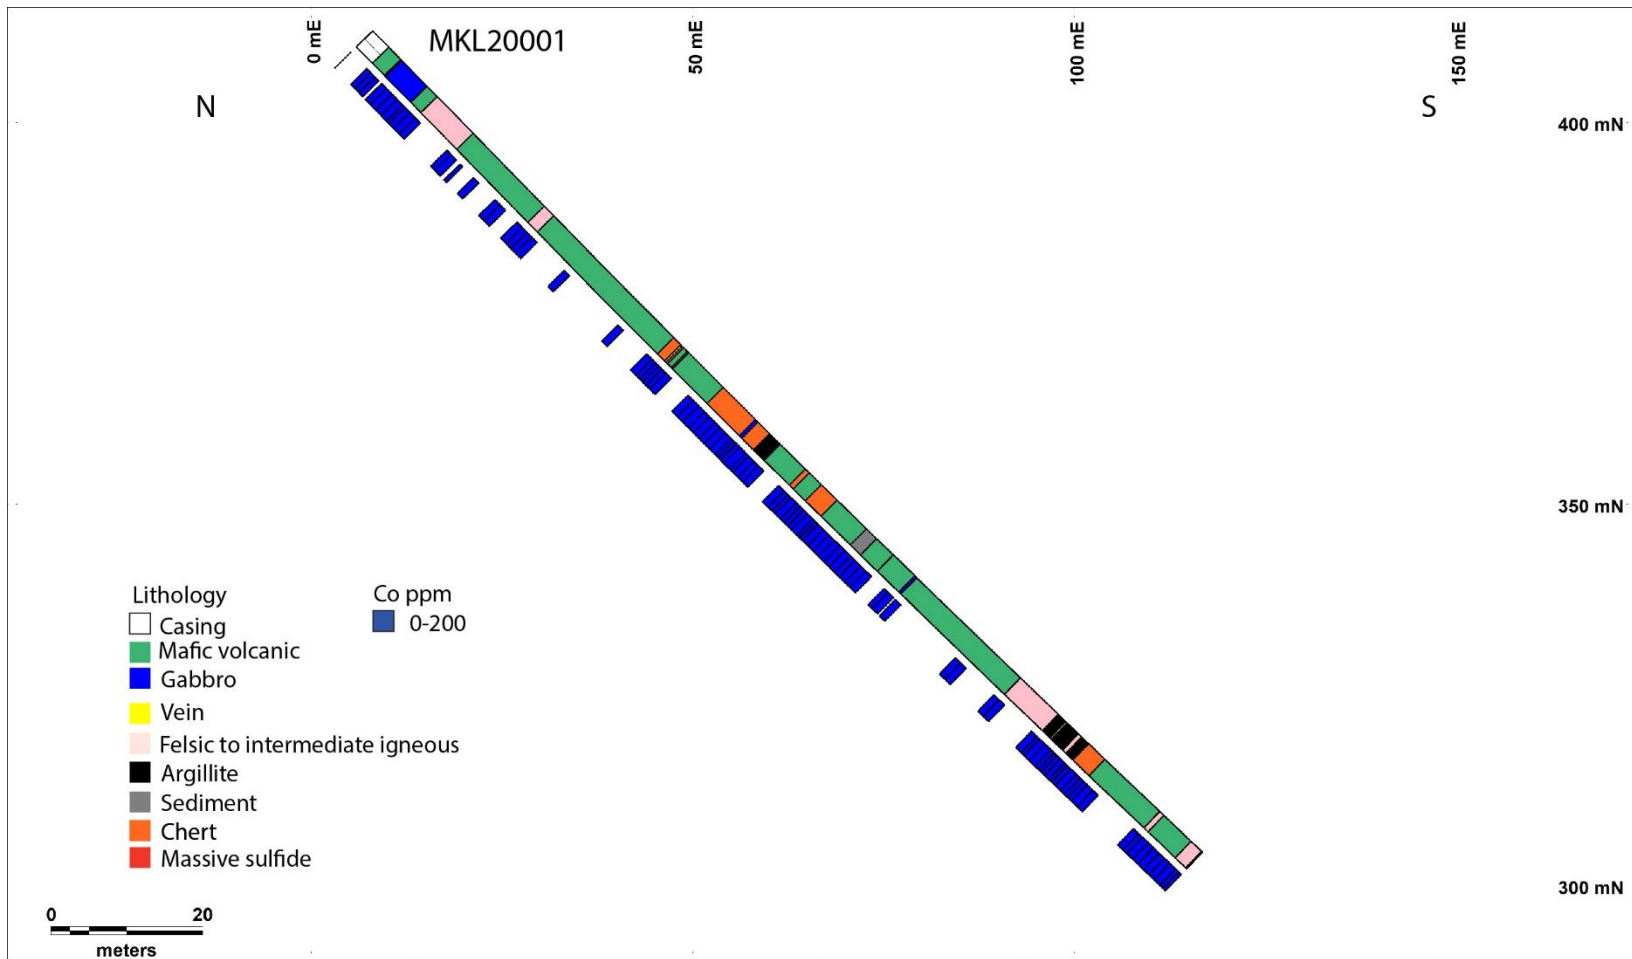 0 mE
50 mE
100 mE
150 mE
MKL20001
N
S
400 mN
350 mN
300 mN
Lithology
Casing
Mafic volcanic
Gabbro
Vein
Felsic to intermediate igneous
Argillite
Sediment
Chert
Massive sulfide
Co ppm
0-200
0
20
meters